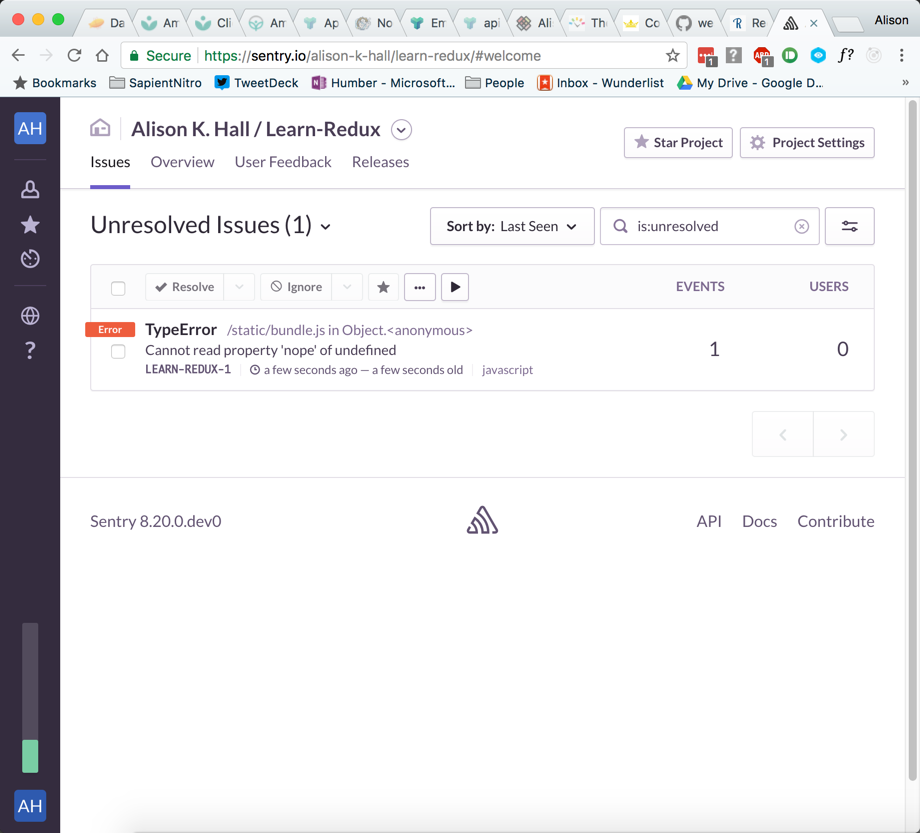 Da Am Cli Am Ap No Em api Ali Th Co we Re Alison
Secure https://sentry.io/alison-k-hall/learn-redux/#welcome 1 ? ABP 1 f?
Bookmarks SapientNitro TweetDeck Humber - Microsoft... People Inbox - Wunderlist My Drive - Google D... »
AH
Alison K. Hall / Learn-Redux
Star Project Project Settings
Issues Overview User Feedback Releases
Unresolved Issues (1)
Sort by: Last Seen is:unresolved
Resolve Ignore EVENTS USERS
Error TypeError /static/bundle.js in Object.<anonymous>
Cannot read property 'nope' of undefined 1 0
LEARN-REDUX-1 a few seconds ago — a few seconds old javascript
?
Sentry 8.20.0.dev0 API Docs Contribute
AH